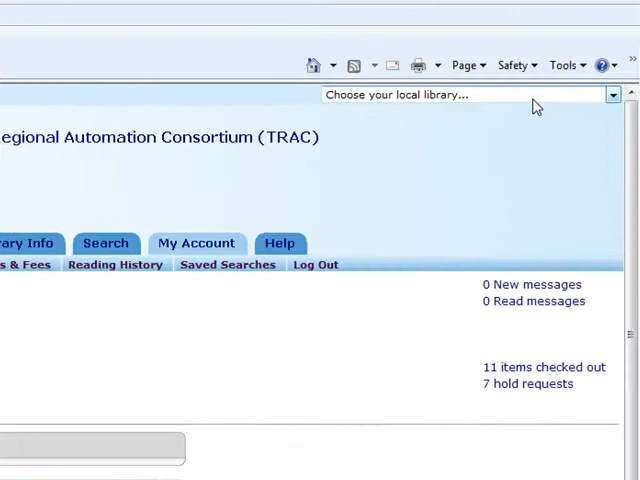 Page Safety Tools
Choose your local library...
egional Automation Consortium (TRAC)
rary Info Search My Account Help
s & Fees Reading History Saved Searches Log Out
0 New messages
0 Read messages
11 items checked out
7 hold requests